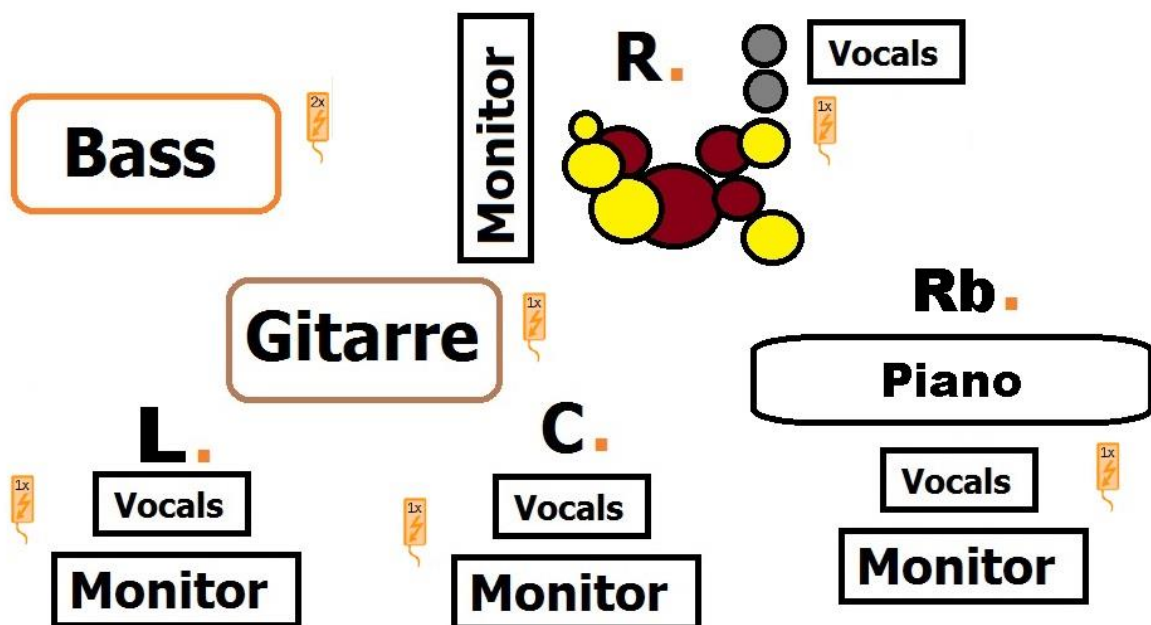 Monitor
R.
Vocals
2x
1x
Bass
Gitarre
1x
Rb.
Piano
L.
C.
1x
Vocals
1x
Vocals
Vocals
1x
Monitor
Monitor
Monitor